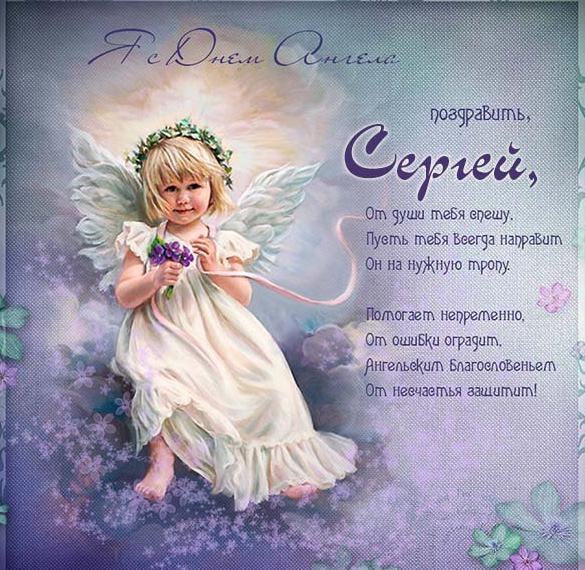 Я с Днем Ангела
поздравить,
Сергей,
От души тебя спешу.
Пусть тебя всегда направит
Он на нужную тропу.
Помогает непременно,
От ошибки оградит,
Ангельским благословеньем
От несчастья защитит!